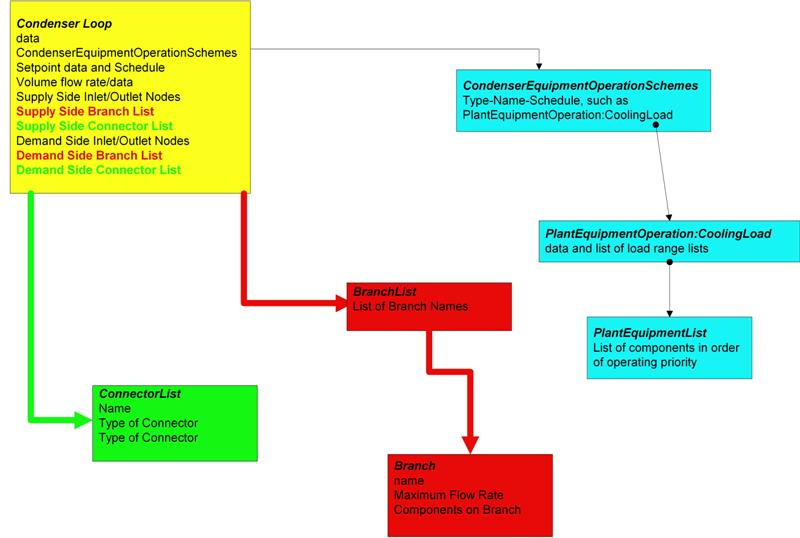 Condenser Loop
data
CondenserEquipmentOperationSchemes
Setpoint data and Schedule
Volume flow rate/data
Supply Side Inlet/Outlet Nodes
Supply Side Branch List
Supply Side Connector List
Demand Side Inlet/Outlet Nodes
Demand Side Branch List
Demand Side Connector List
CondenserEquipmentOperationSchemes
Type-Name-Schedule, such as
PlantEquipmentOperation:CoolingLoad
PlantEquipmentOperation:CoolingLoad
data and list of load range lists
BranchList
List of Branch Names
PlantEquipmentList
List of components in order
of operating priority
ConnectorList
Name
Type of Connector
Type of Connector
Branch
name
Maximum Flow Rate
Components on Branch